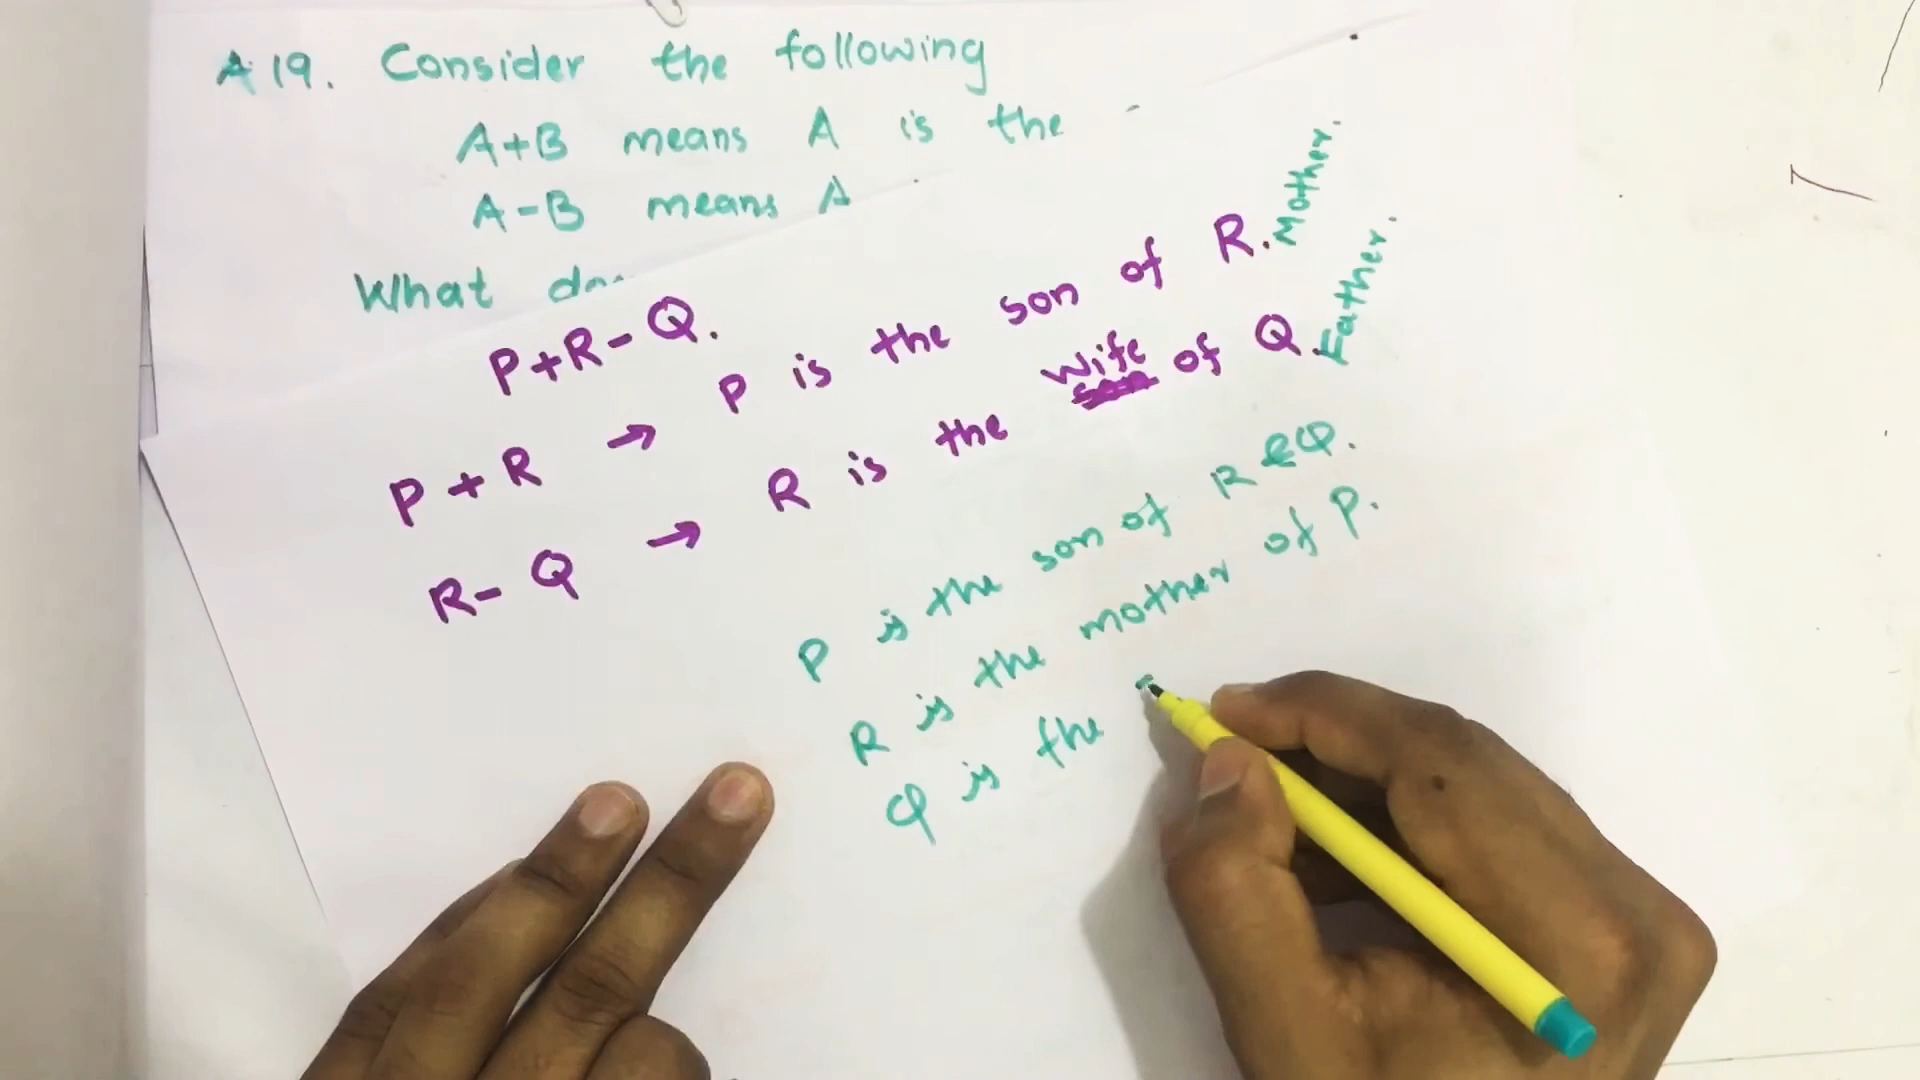 A19. Consider the following
A+B means A is the
A-B means A
What
P+R-Q.
P+R → P is the son of R. Mother.
R-Q → R is the wife of Q. Father.
P is the son of R & Q.
R is the mother of P.
Q is the